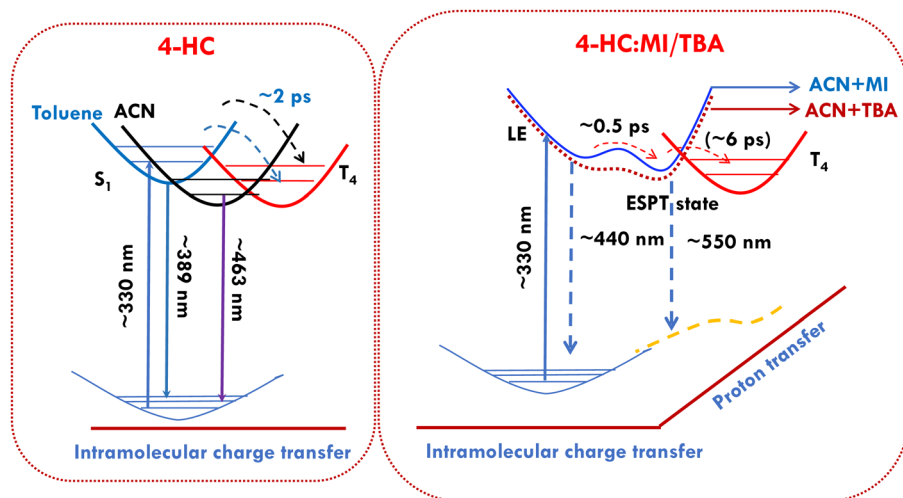 4-HC
~2 ps
Toluene
ACN
S1
T4
~330 nm
~389 nm
~463 nm
Intramolecular charge transfer
4-HC:MI/TBA
ACN+MI
ACN+TBA
LE
~0.5 ps
(~6 ps)
T4
ESPT state
~330 nm
~440 nm
~550 nm
Proton transfer
Intramolecular charge transfer